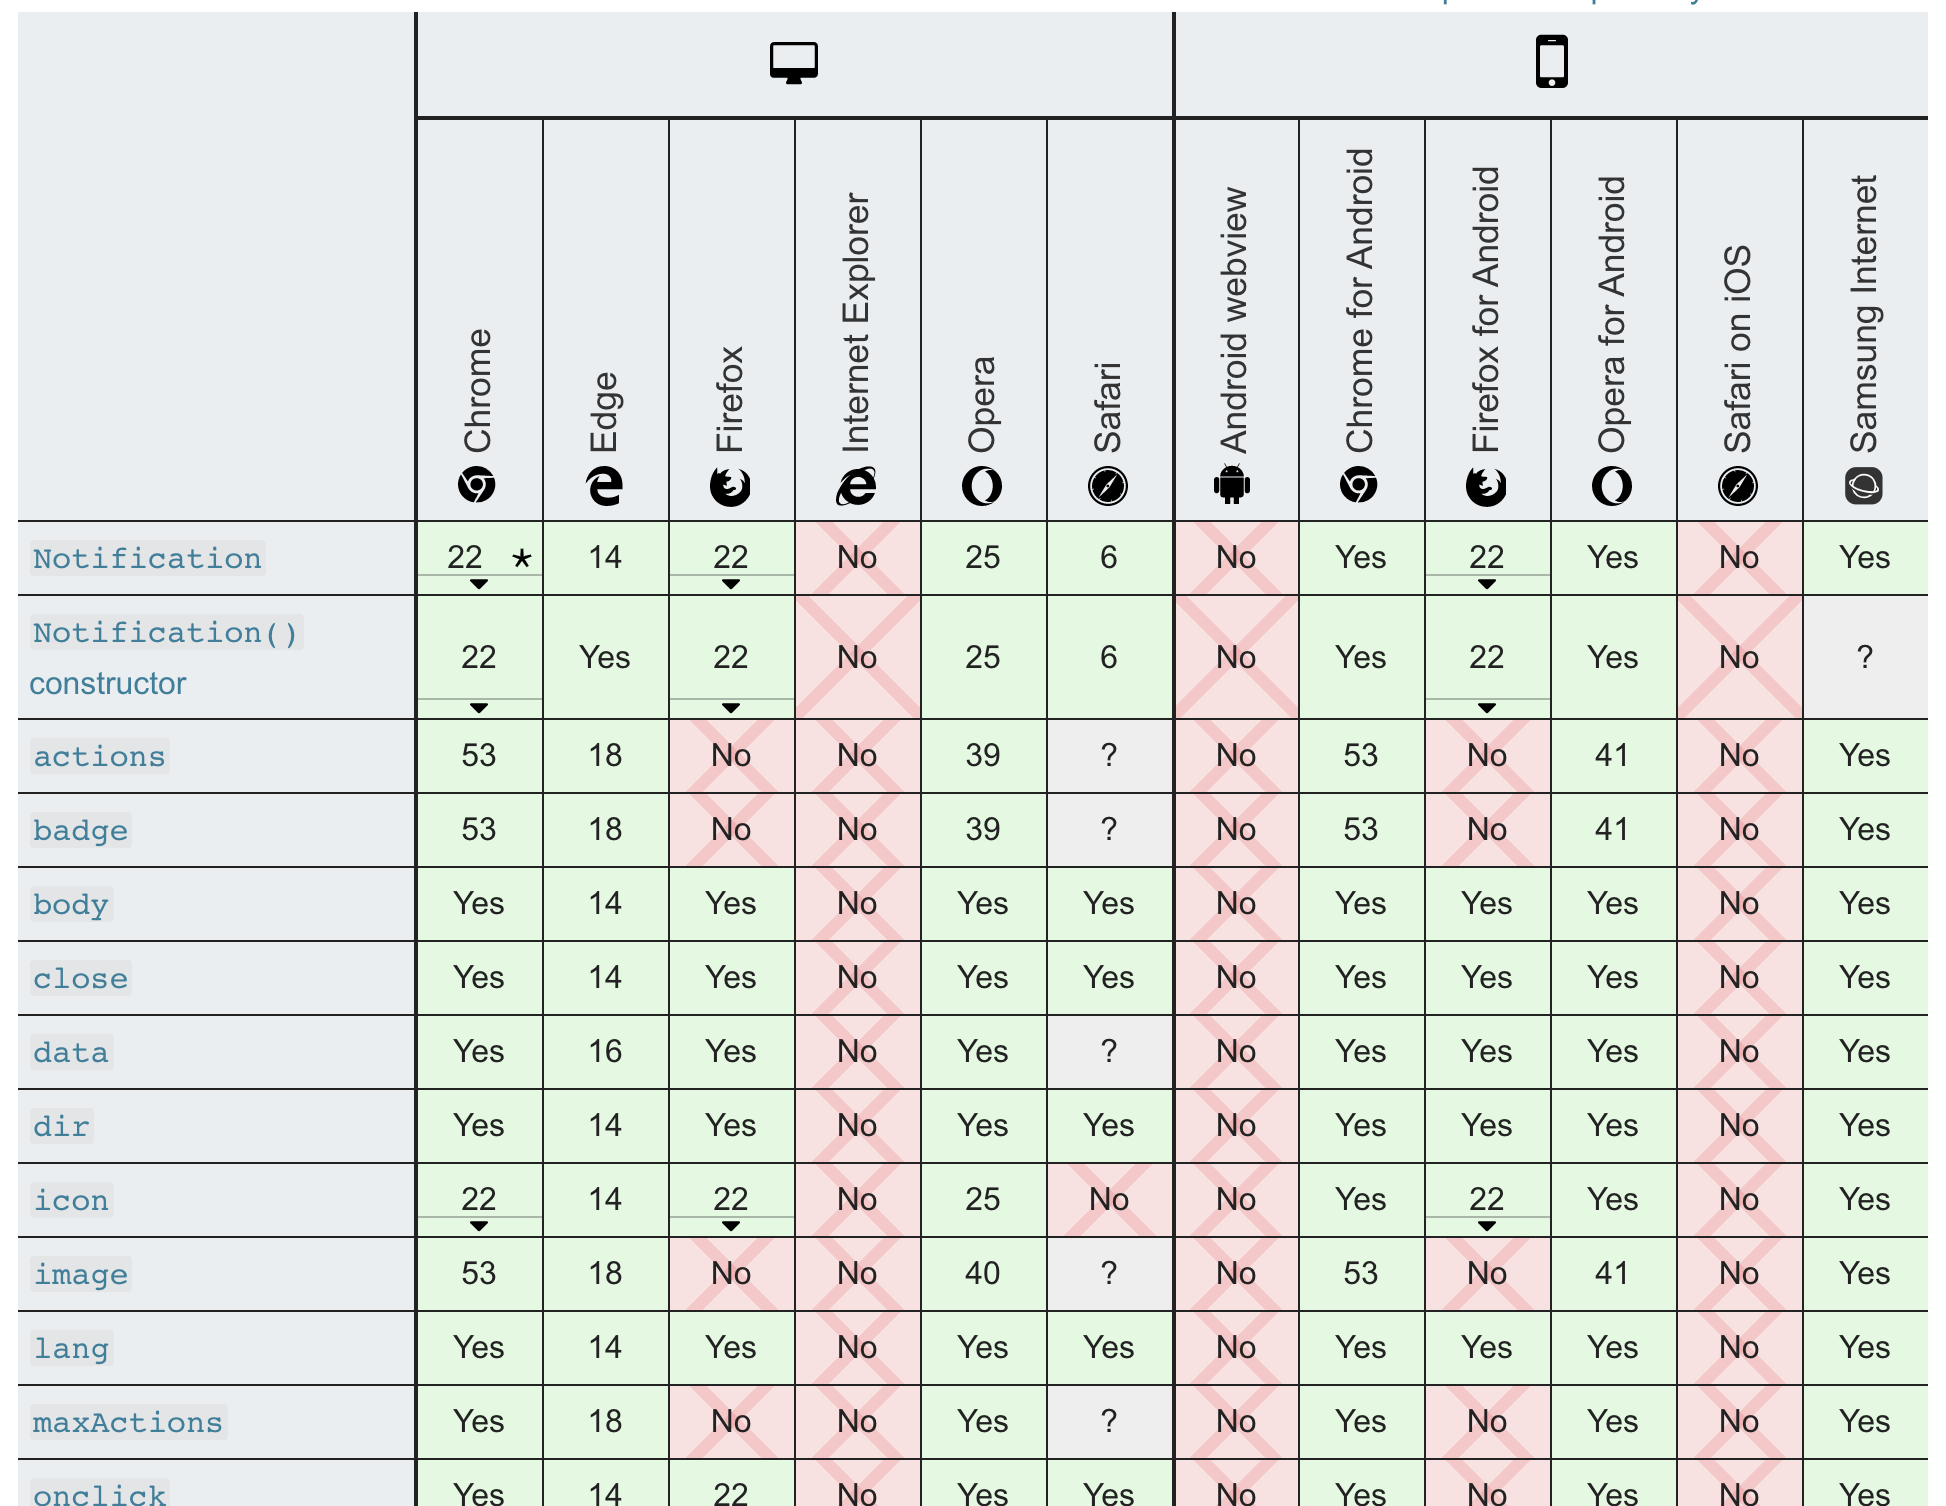 Chrome
Edge
Firefox
Internet Explorer
Opera
Safari
Android webview
Chrome for Android
Firefox for Android
Opera for Android
Safari on iOS
Samsung Internet
Notification 22 * 14 22 No 25 6 No Yes 22 Yes No Yes
Notification()
constructor 22 Yes 22 No 25 6 No Yes 22 Yes No ?
actions 53 18 No No 39 ? No 53 No 41 No Yes
badge 53 18 No No 39 ? No 53 No 41 No Yes
body Yes 14 Yes No Yes Yes No Yes Yes Yes No Yes
close Yes 14 Yes No Yes Yes No Yes Yes Yes No Yes
data Yes 16 Yes No Yes ? No Yes Yes Yes No Yes
dir Yes 14 Yes No Yes Yes No Yes Yes Yes No Yes
icon 22 14 22 No 25 No No Yes 22 Yes No Yes
image 53 18 No No 40 ? No 53 No 41 No Yes
lang Yes 14 Yes No Yes Yes No Yes Yes Yes No Yes
maxActions Yes 18 No No Yes ? No Yes No Yes No Yes
onclick Yes 14 22 No Yes Yes No Yes No Yes No Yes